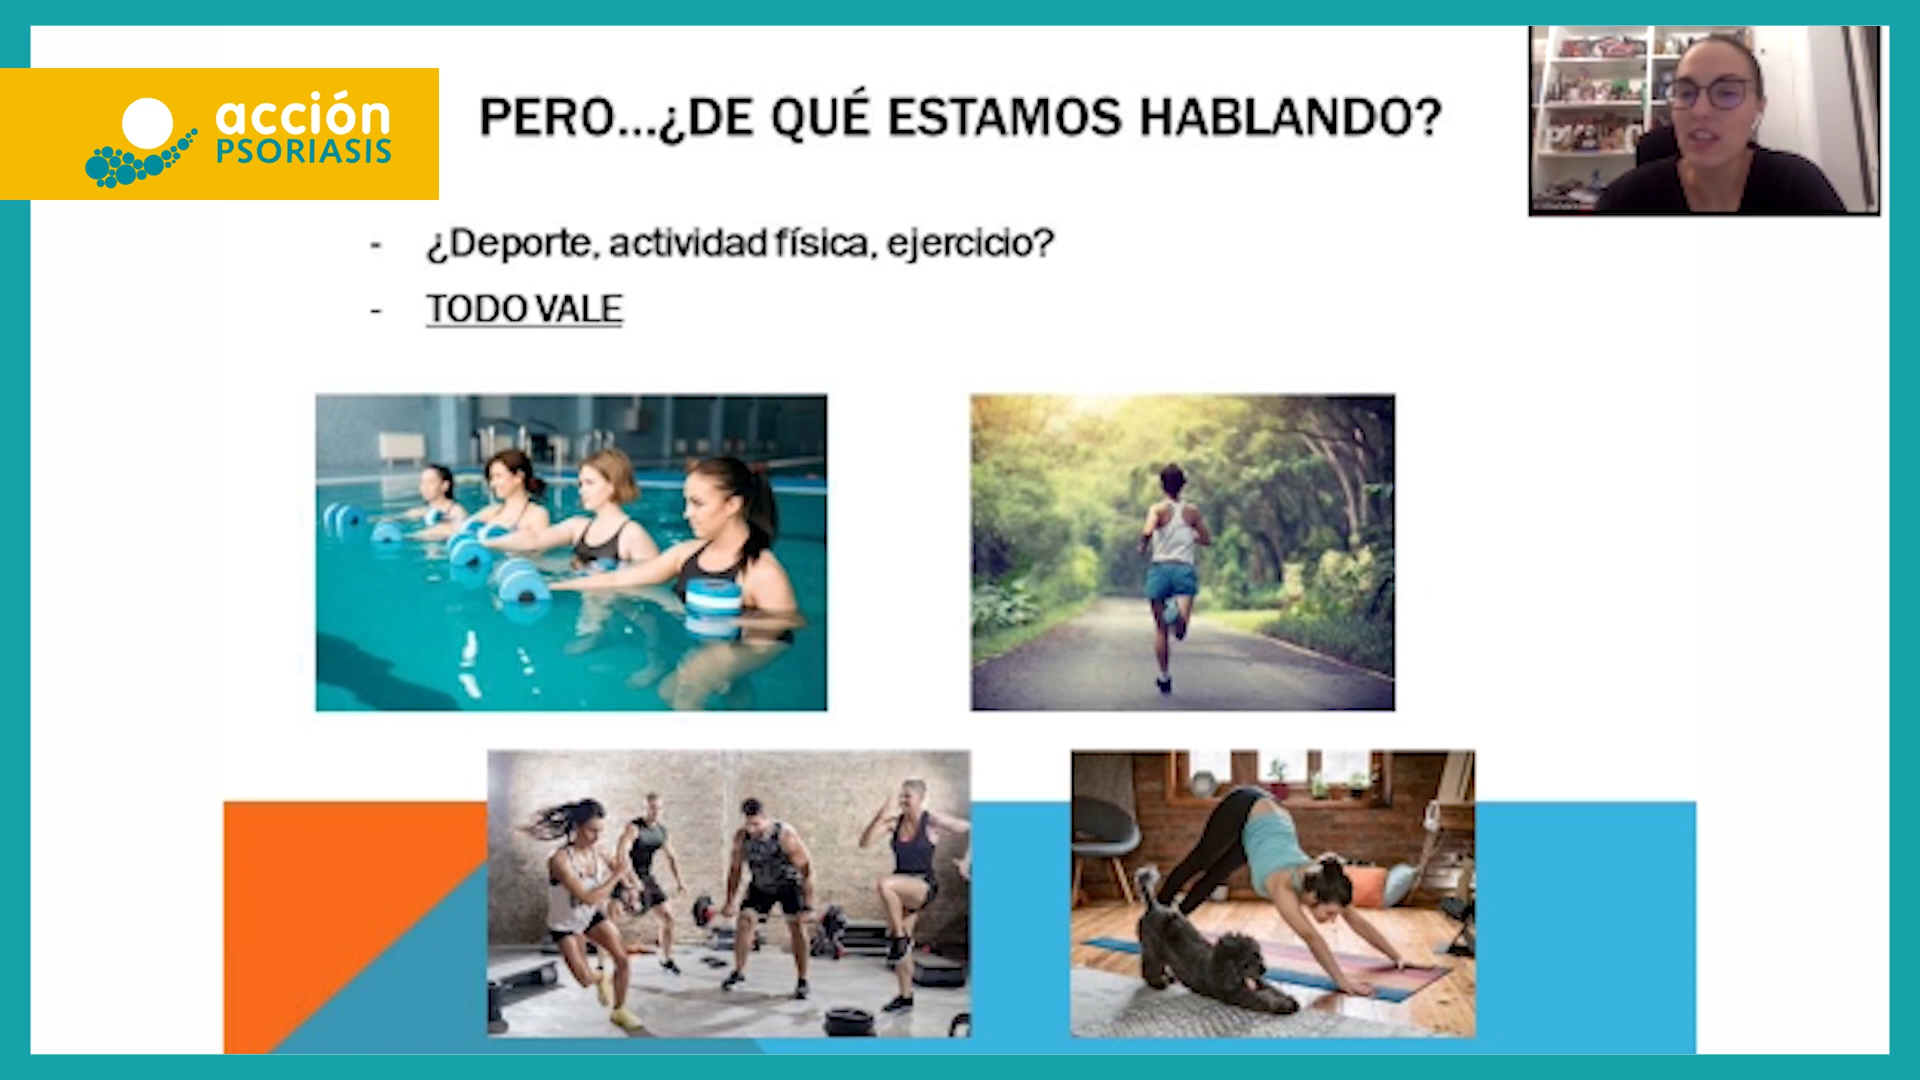 acción
PSORIASIS
PERO...¿DE QUÉ ESTAMOS HABLANDO?
- ¿Deporte, actividad física, ejercicio?
- TODO VALE